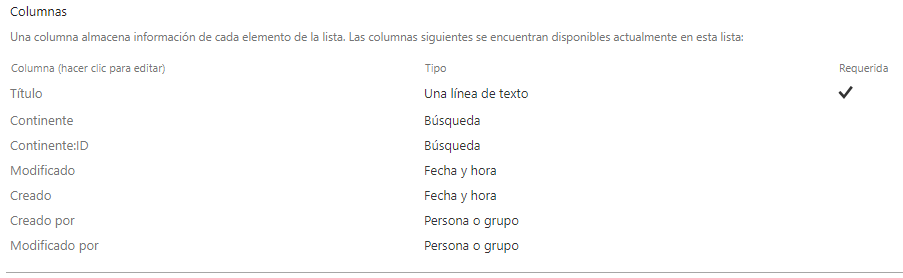 Columnas
Una columna almacena información de cada elemento de la lista. Las columnas siguientes se encuentran disponibles actualmente en esta lista:
Columna (hacer clic para editar) Tipo Requerida
Título Una línea de texto ✓
Continente Búsqueda
Continente:ID Búsqueda
Modificado Fecha y hora
Creado Fecha y hora
Creado por Persona o grupo
Modificado por Persona o grupo